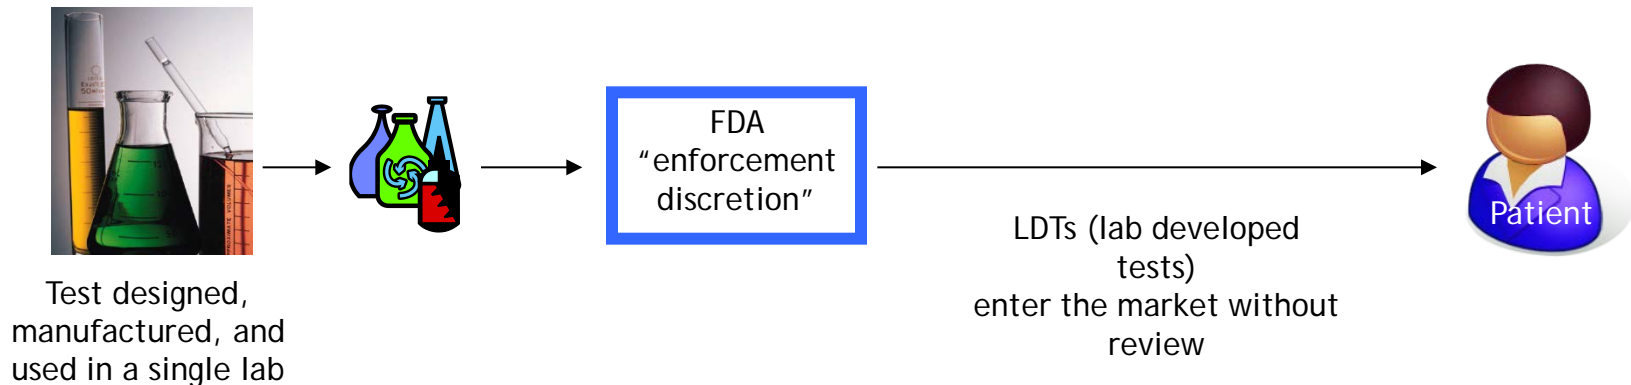 Test designed,
manufactured, and
used in a single lab
FDA
“enforcement
discretion”
LDTs (lab developed
tests)
enter the market without
review
Patient